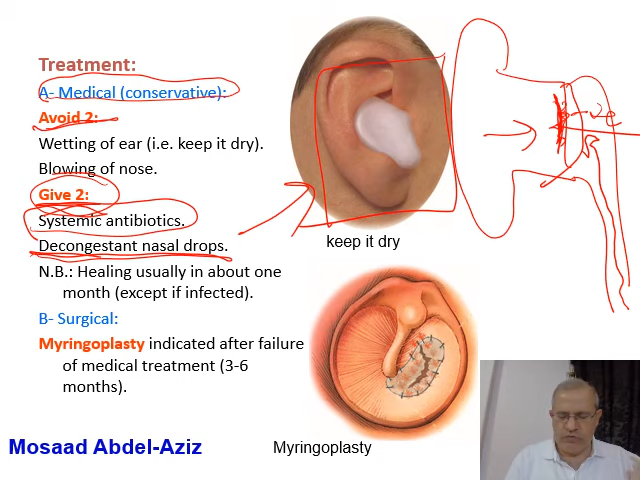 Treatment:
A- Medical (conservative):
Avoid 2:
Wetting of ear (i.e. keep it dry).
Blowing of nose.
Give 2:
Systemic antibiotics.
Decongestant nasal drops.
N.B.: Healing usually in about one
month (except if infected).
B- Surgical:
Myringoplasty indicated after failure
of medical treatment (3-6
months).
Mosaad Abdel-Aziz
keep it dry
Myringoplasty
-ve